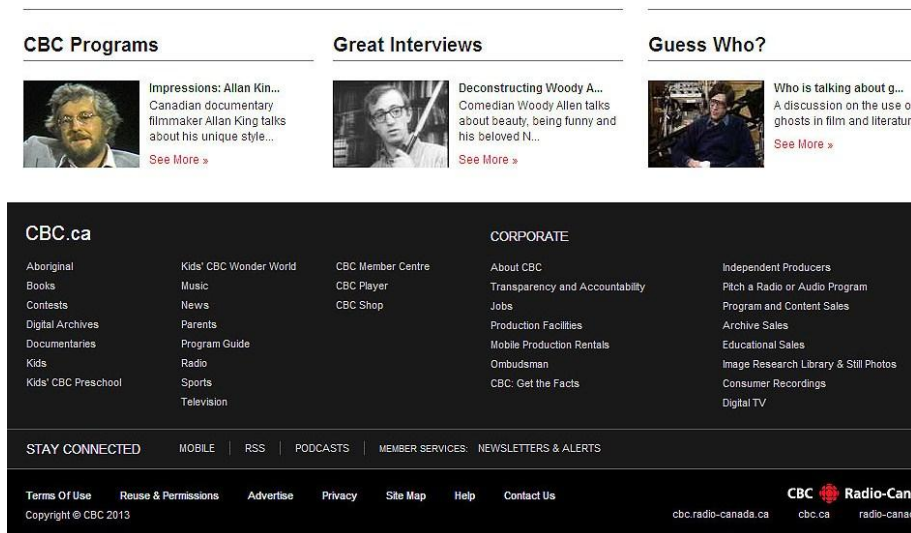 CBC Programs
Impressions: Allan Kin...
Canadian documentary
filmmaker Allan King talks
about his unique style...
See More »
Great Interviews
Deconstructing Woody A...
Comedian Woody Allen talks
about beauty, being funny and
his beloved N...
See More »
Guess Who?
Who is talking about g...
A discussion on the use o
ghosts in film and literatur
See More »
CBC.ca
Aboriginal
Books
Contests
Digital Archives
Documentaries
Kids
Kids' CBC Preschool
Kids' CBC Wonder World
Music
News
Parents
Program Guide
Radio
Sports
Television
CBC Member Centre
CBC Player
CBC Shop
CORPORATE
About CBC
Transparency and Accountability
Jobs
Production Facilities
Mobile Production Rentals
Ombudsman
CBC: Get the Facts
Independent Producers
Pitch a Radio or Audio Program
Program and Content Sales
Archive Sales
Educational Sales
Image Research Library & Still Photos
Consumer Recordings
Digital TV
STAY CONNECTED MOBILE RSS PODCASTS MEMBER SERVICES: NEWSLETTERS & ALERTS
Terms Of Use Reuse & Permissions Advertise Privacy Site Map Help Contact Us
Copyright © CBC 2013
CBC Radio-Can
cbc.radio-canada.ca cbc.ca radio-canad